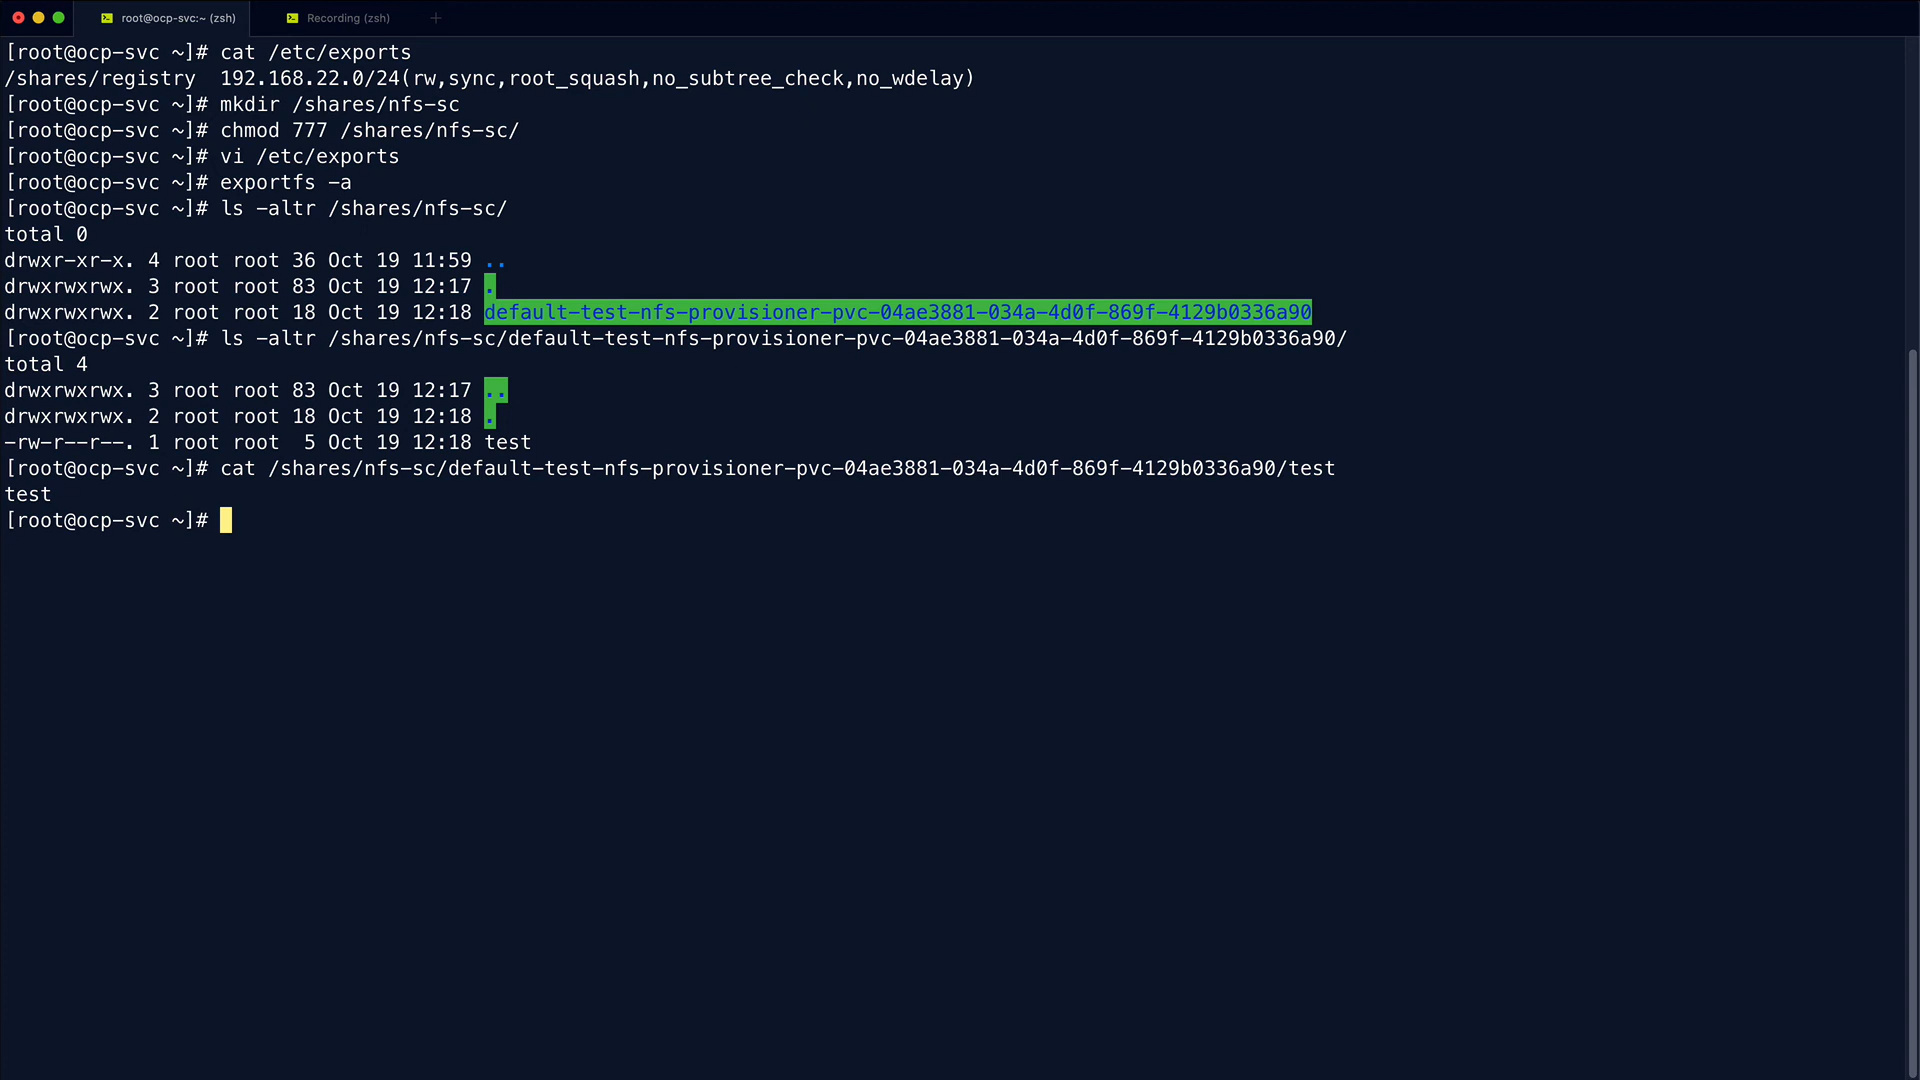 root@ocp-svc:~ (zsh)
Recording (zsh)
[root@ocp-svc ~]# cat /etc/exports
/shares/registry  192.168.22.0/24(rw,sync,root_squash,no_subtree_check,no_wdelay)
[root@ocp-svc ~]# mkdir /shares/nfs-sc
[root@ocp-svc ~]# chmod 777 /shares/nfs-sc/
[root@ocp-svc ~]# vi /etc/exports
[root@ocp-svc ~]# exportfs -a
[root@ocp-svc ~]# ls -altr /shares/nfs-sc/
total 0
drwxr-xr-x. 4 root root 36 Oct 19 11:59 ..
drwxrwxrwx. 3 root root 83 Oct 19 12:17 .
drwxrwxrwx. 2 root root 18 Oct 19 12:18 default-test-nfs-provisioner-pvc-04ae3881-034a-4d0f-869f-4129b0336a90
[root@ocp-svc ~]# ls -altr /shares/nfs-sc/default-test-nfs-provisioner-pvc-04ae3881-034a-4d0f-869f-4129b0336a90/
total 4
drwxrwxrwx. 3 root root 83 Oct 19 12:17 ..
drwxrwxrwx. 2 root root 18 Oct 19 12:18 .
-rw-r--r--. 1 root root  5 Oct 19 12:18 test
[root@ocp-svc ~]# cat /shares/nfs-sc/default-test-nfs-provisioner-pvc-04ae3881-034a-4d0f-869f-4129b0336a90/test
test
[root@ocp-svc ~]#